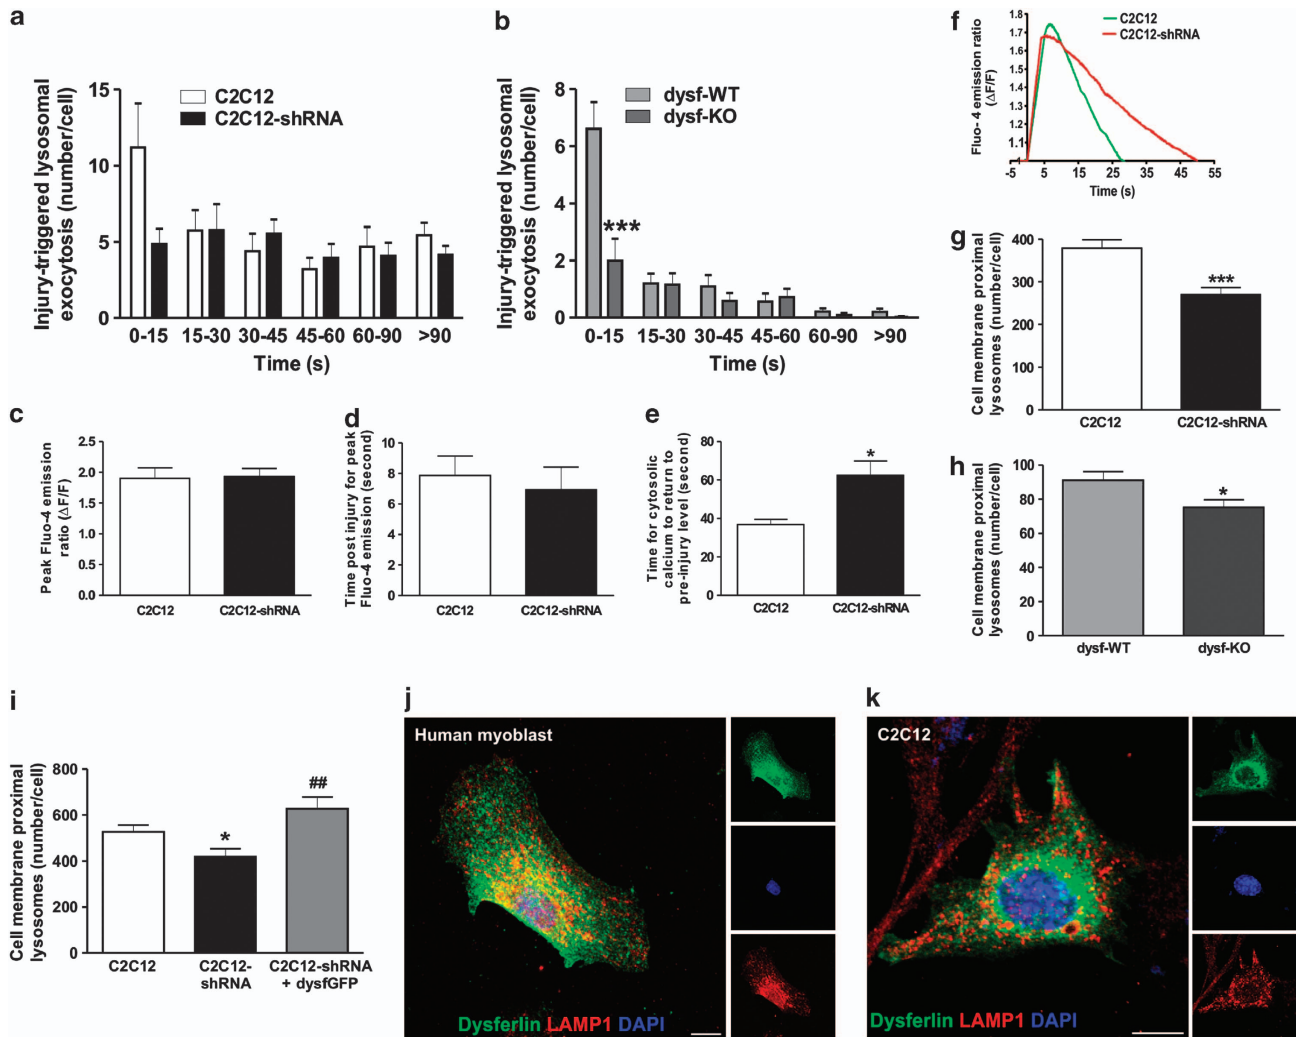 a
Injury-triggered lysosomal
exocytosis (number/cell)
15
10
5
0
C2C12
C2C12-shRNA
0-15 15-30 30-45 45-60 60-90 >90
Time (s)
b
Injury-triggered lysosomal
exocytosis (number/cell)
8
6
4
2
0
dysf-WT
dysf-KO
***
0-15 15-30 30-45 45-60 60-90 >90
Time (s)
f
Fluo- 4 emission ratio
(ΔF/F)
1.8
1.7
1.6
1.4
1.3
1.2
1.1
C2C12
C2C12-shRNA
-5 5 15 25 35 45 55
Time (s)
g
Cell membrane proximal
lysosomes (number/cell)
400
300
400
300
100
0
***
C2C12 C2C12-shRNA
c
Peak Fluo-4 emission
ratio (ΔF/F)
2.5
2.0
1.5
1.0
0.5
0.0
C2C12 C2C12-shRNA
d
Time post injury for peak
Fluo-4 emission (second)
10
8
6
4
2
0
C2C12 C2C12-shRNA
e
Time for cytosolic
calcium to return to
pre-injury level (second)
80
60
40
20
0
*
C2C12 C2C12-shRNA
h
Cell membrane proximal
lysosomes (number/cell)
100
80
60
40
20
0
*
dysf-WT dysf-KO
i
Cell membrane proximal
lysosomes (number/cell)
800
600
400
200
0
*
##
C2C12 C2C12-
shRNA C2C12-shRNA
+ dysfGFP
j
Human myoblast
Dysferlin LAMP1 DAPI
k
C2C12
Dysferlin LAMP1 DAPI